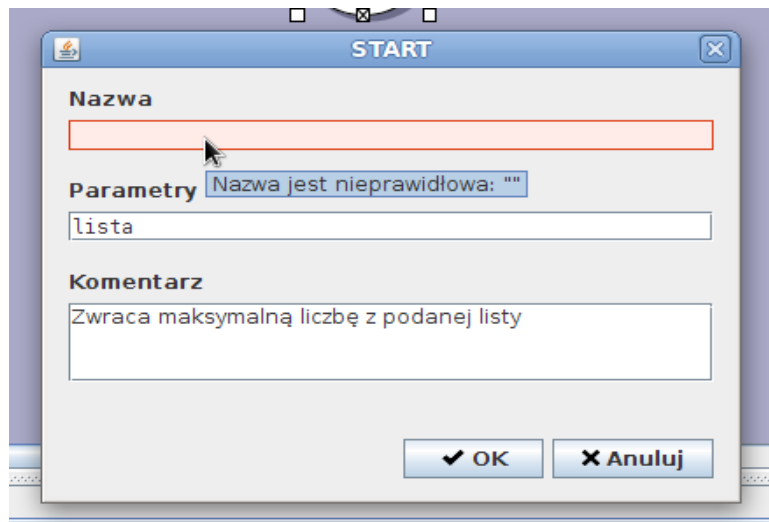 START
Nazwa
Nazwa jest nieprawidłowa: ""
Parametry
lista
Komentarz
Zwraca maksymalną liczbę z podanej listy
OK
Anuluj